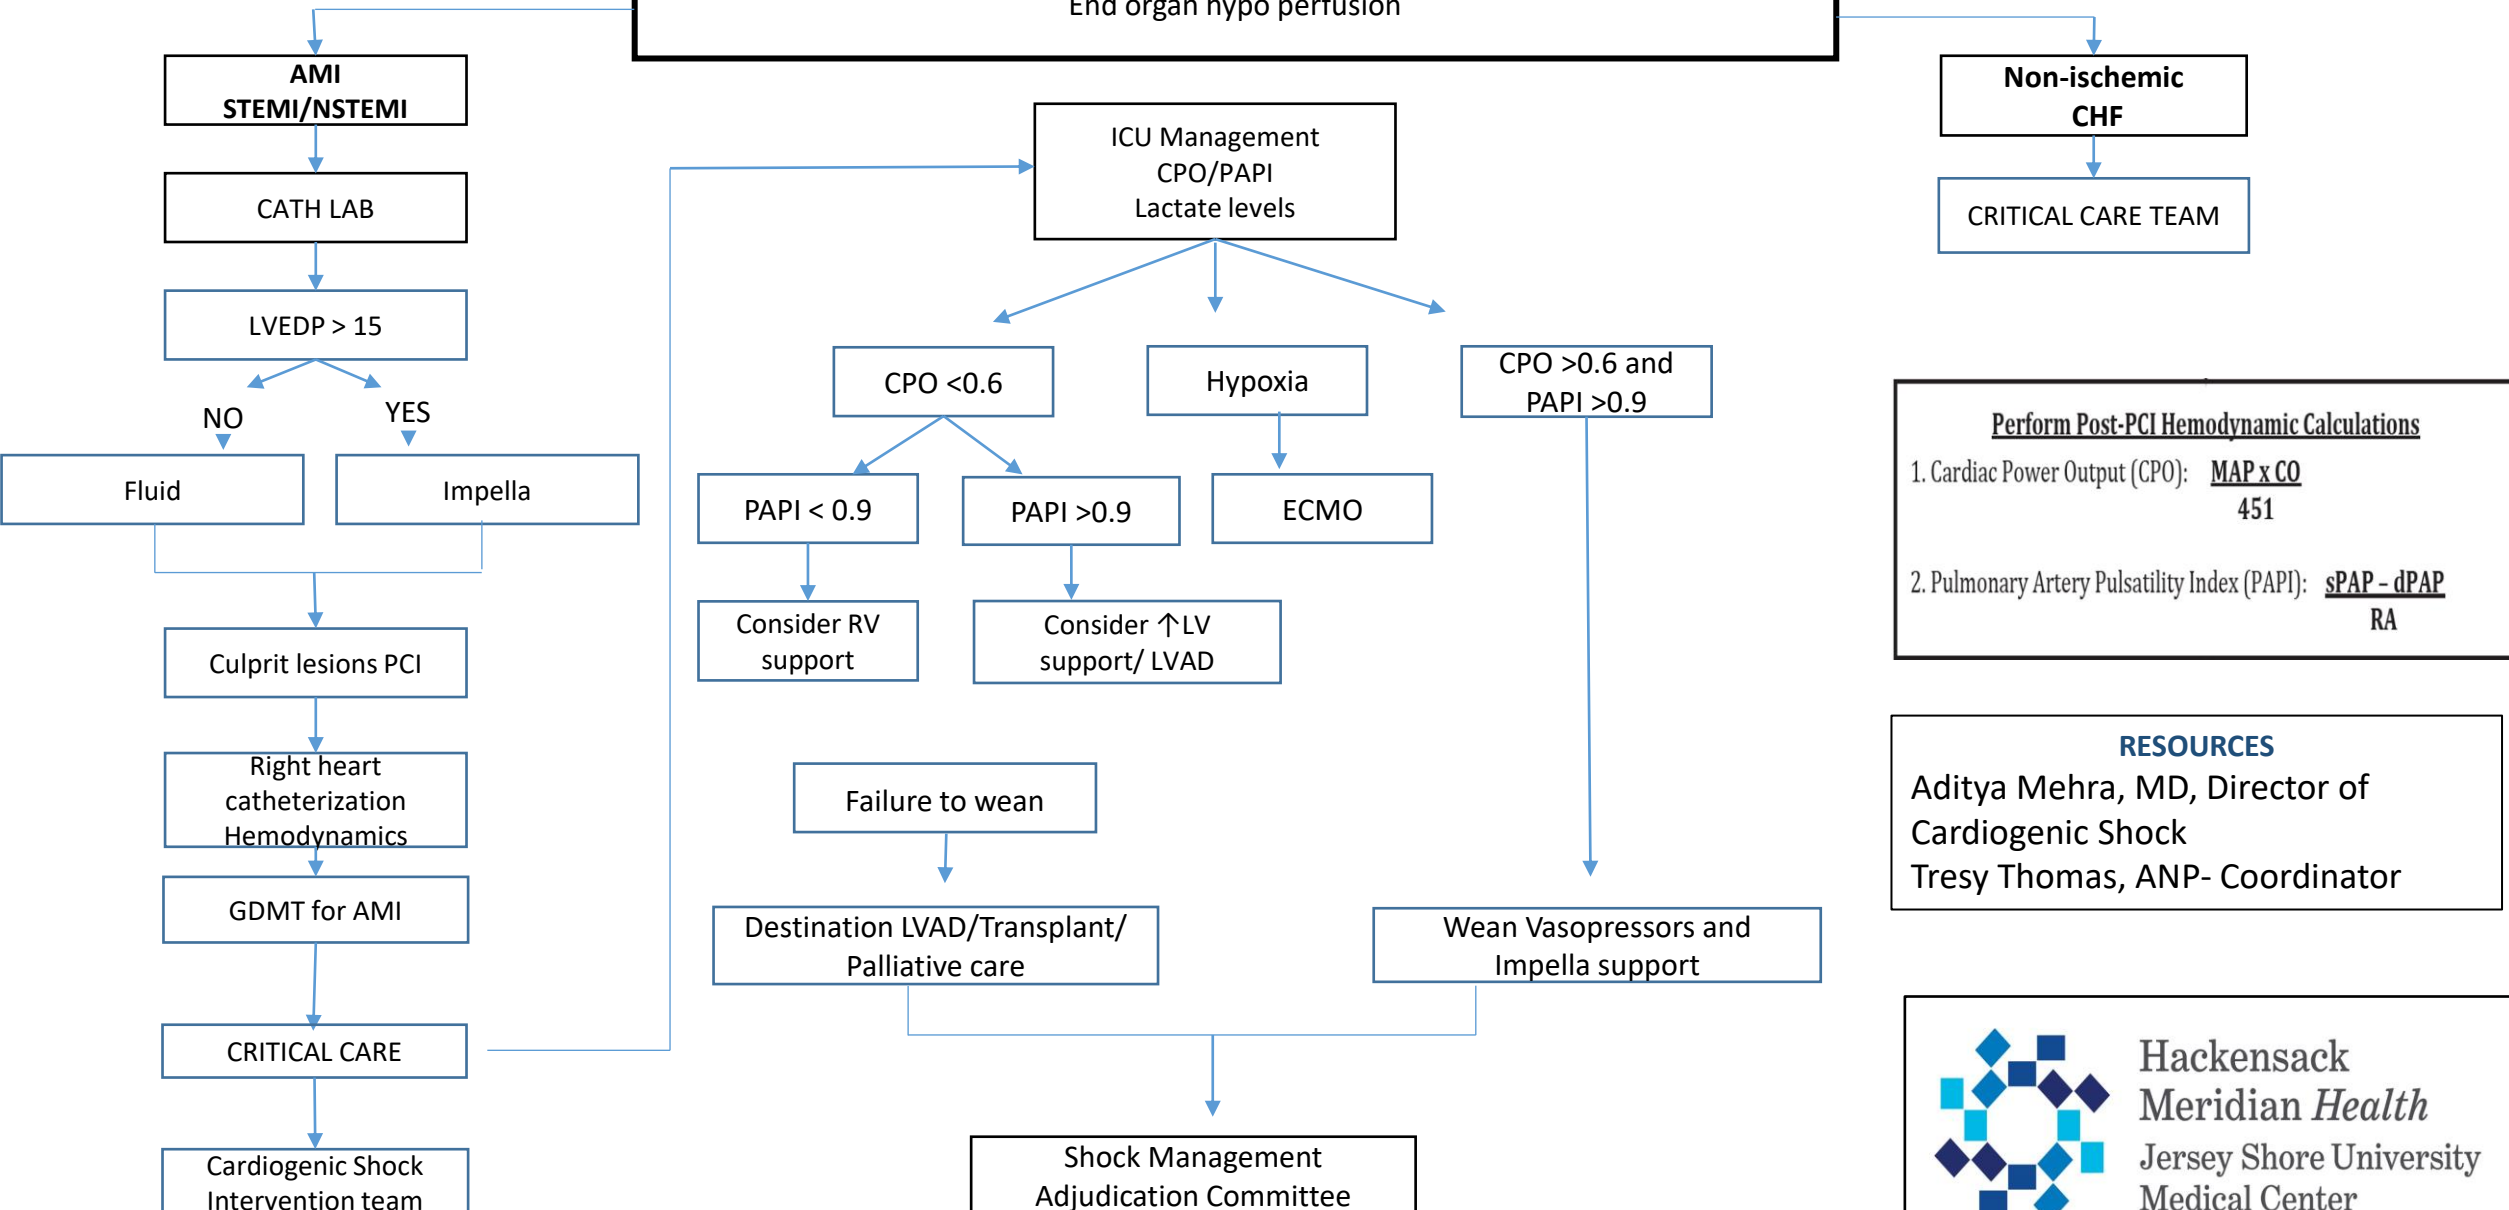 End organ hypo perfusion
AMI
STEMI/NSTEMI
CATH LAB
LVEDP > 15
NO
YES
Fluid
Impella
Culprit lesions PCI
Right heart
catheterization
Hemodynamics
GDMT for AMI
CRITICAL CARE
Cardiogenic Shock
Intervention team
ICU Management
CPO/PAPI
Lactate levels
CPO <0.6
Hypoxia
CPO >0.6 and
PAPI >0.9
PAPI < 0.9
PAPI >0.9
ECMO
Consider RV
support
Consider ↑LV
support/ LVAD
Failure to wean
Destination LVAD/Transplant/
Palliative care
Wean Vasopressors and
Impella support
Shock Management
Adjudication Committee
Non-ischemic
CHF
CRITICAL CARE TEAM
Perform Post-PCI Hemodynamic Calculations
1. Cardiac Power Output (CPO): MAP x CO
451
2. Pulmonary Artery Pulsatility Index (PAPI): sPAP – dPAP
RA
RESOURCES
Aditya Mehra, MD, Director of
Cardiogenic Shock
Tresy Thomas, ANP- Coordinator
Hackensack
Meridian Health
Jersey Shore University
Medical Center